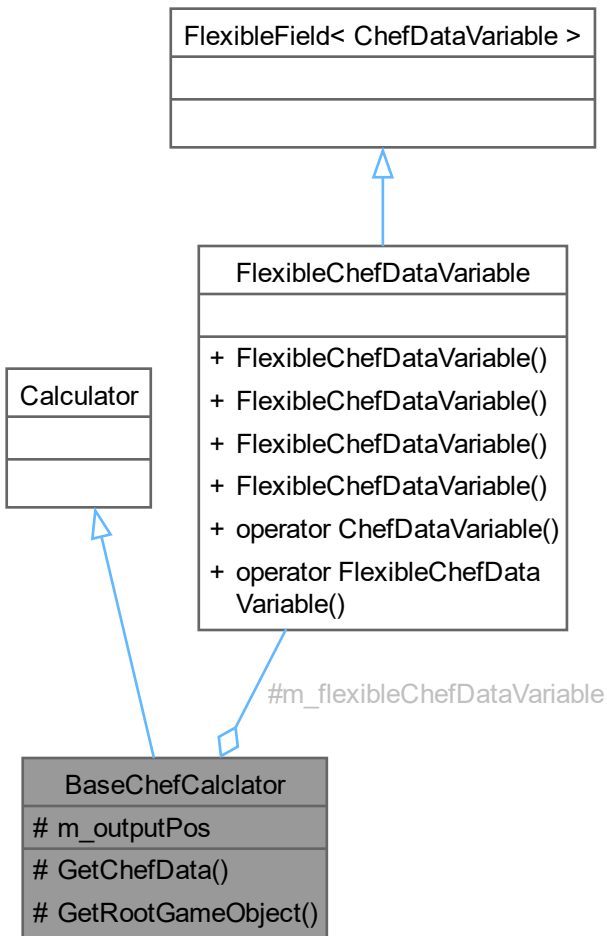 FlexibleField< ChefDataVariable >
FlexibleChefDataVariable
+ FlexibleChefDataVariable()
+ FlexibleChefDataVariable()
+ FlexibleChefDataVariable()
+ FlexibleChefDataVariable()
+ operator ChefDataVariable()
+ operator FlexibleChefData
Variable()
Calculator
#m_flexibleChefDataVariable
BaseChefCalclator
# m_outputPos
# GetChefData()
# GetRootGameObject()